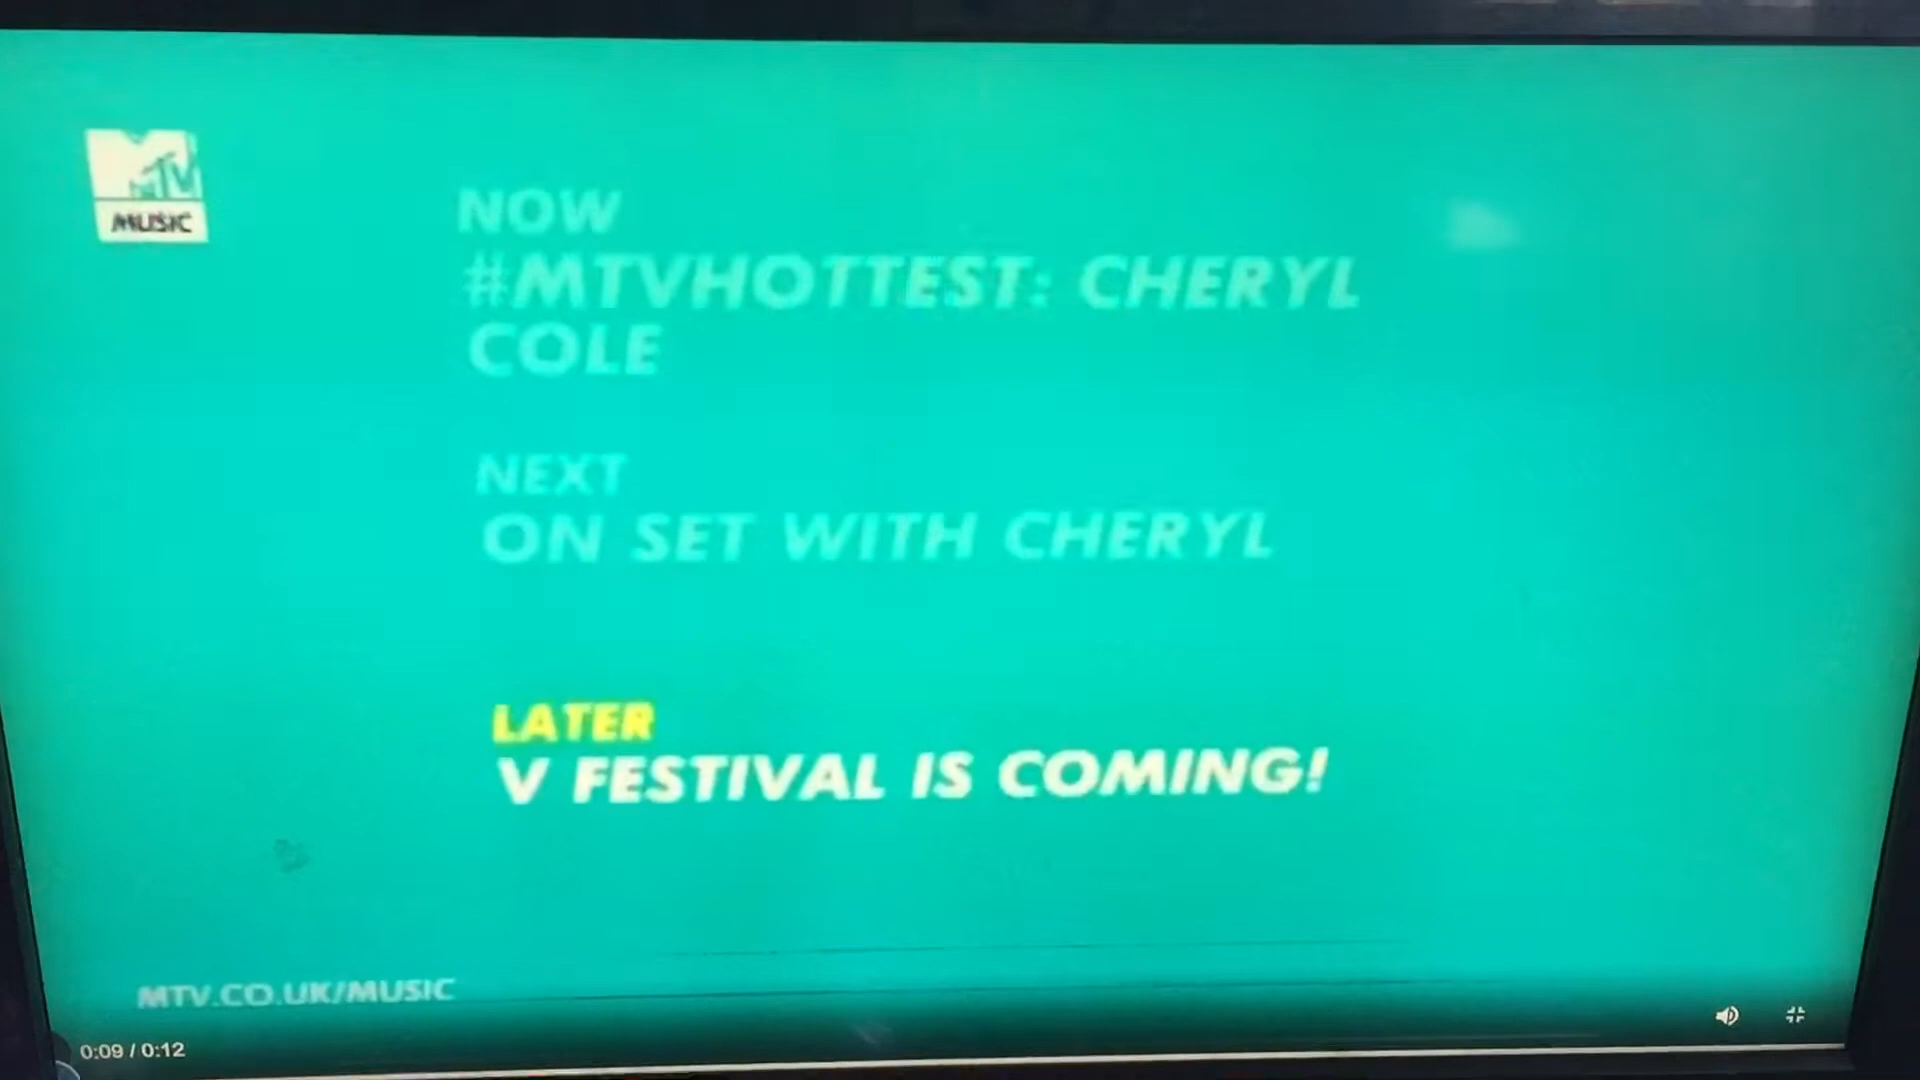 MTV
MUSIC
NOW
#MTVHOTTEST: CHERYL
COLE
NEXT
ON SET WITH CHERYL
LATER
V FESTIVAL IS COMING!
MTV.CO.UK/MUSIC
0:09 / 0:12